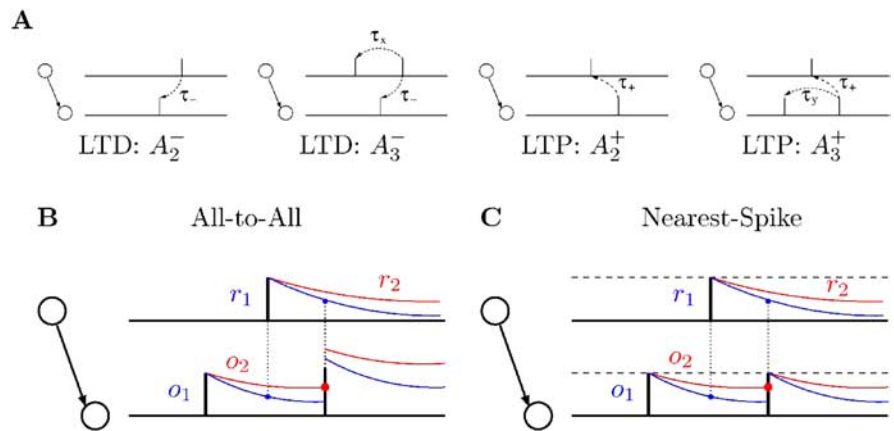 A
τx
τ− τ− τ+ τy τ+
LTD: A₂⁻ LTD: A₃⁻ LTP: A₂⁺ LTP: A₃⁺
B All-to-All C Nearest-Spike
r₁ r₂ r₁ r₂
o₁ o₂ o₁ o₂